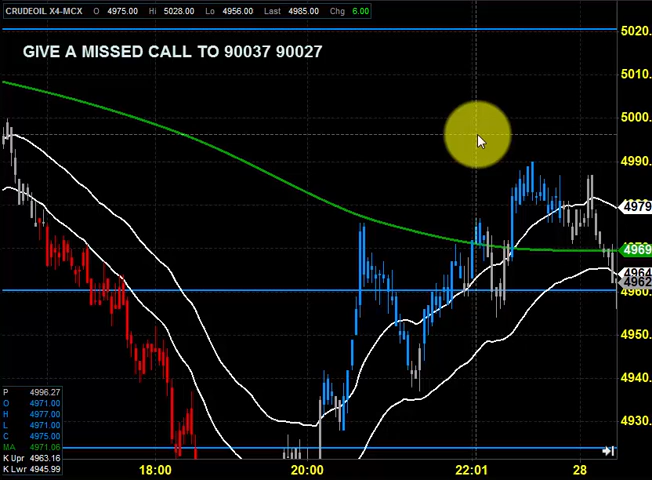 CRUDEOIL X4-MCX O 4975.00 Hi 5028.00 Lo 4956.00 Last 4985.00 Chg 6.00
5020.
GIVE A MISSED CALL TO 90037 90027
5010.
5000.
4990.
4979
4969
4964
4962
4960.
4950.
4940.
4930.
P 4996.27
O 4971.00
H 4977.00
L 4971.00
C 4975.00
MA 4971.06
K Upr 4963.16
K Lwr 4945.99
18:00 20:00 22:01 28